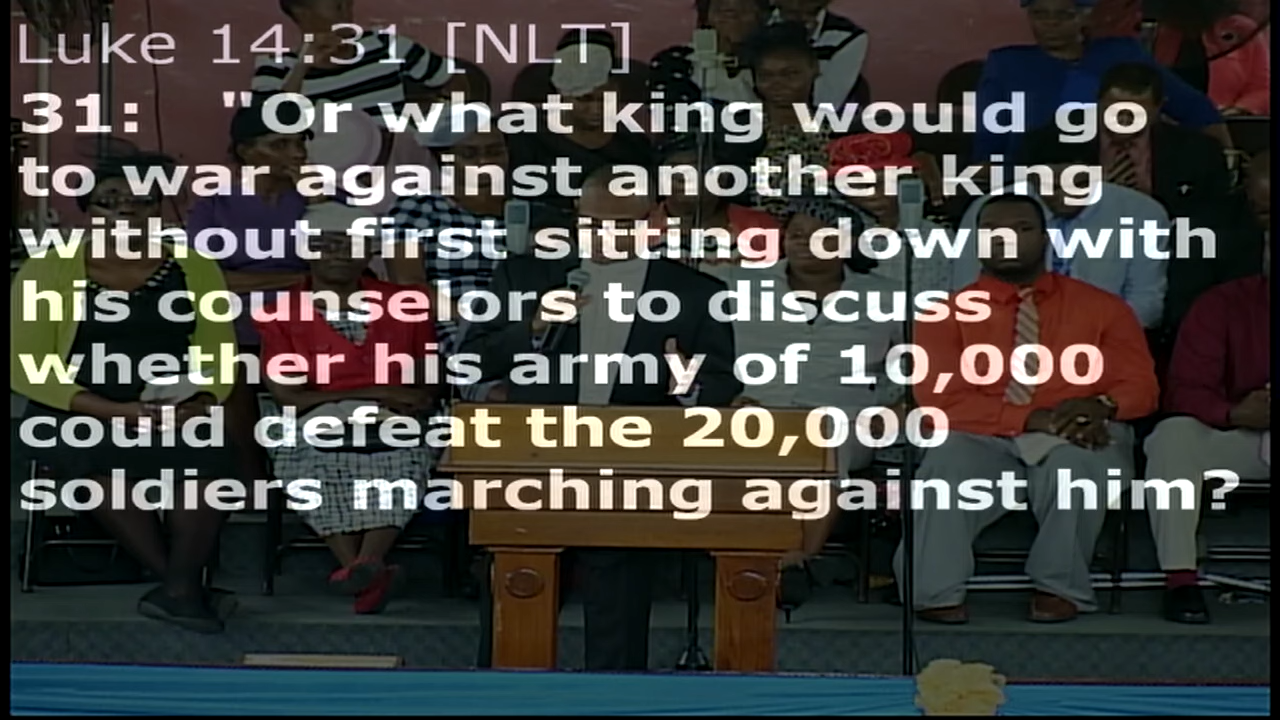 Luke 14:31 [NLT]
31: "Or what king would go
to war against another king
without first sitting down with
his counselors to discuss
whether his army of 10,000
could defeat the 20,000
soldiers marching against him?